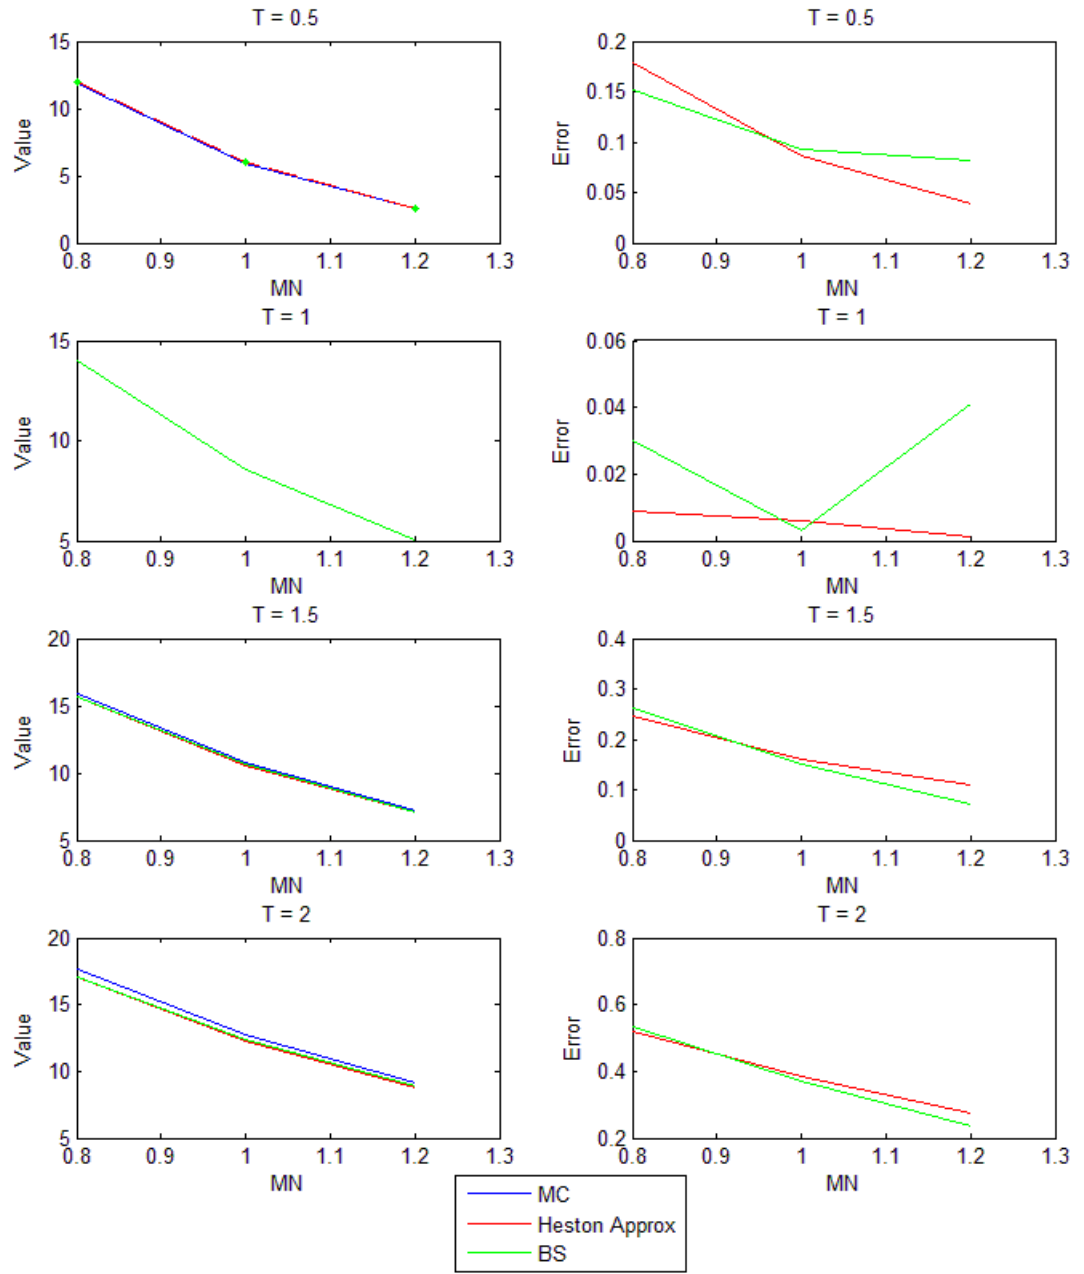 T = 0.5
15
10
5
0
Value
0.8 0.9 1 1.1 1.2 1.3
MN
T = 0.5
0.2
0.15
0.1
0.05
0
Error
0.8 0.9 1 1.1 1.2 1.3
MN
T = 1
15
10
5
Value
0.8 0.9 1 1.1 1.2 1.3
MN
T = 1
0.06
0.04
0.02
0
Error
0.8 0.9 1 1.1 1.2 1.3
MN
T = 1.5
20
15
10
5
Value
0.8 0.9 1 1.1 1.2 1.3
MN
T = 1.5
0.4
0.3
0.2
0.1
0
Error
0.8 0.9 1 1.1 1.2 1.3
MN
T = 2
20
15
10
5
Value
0.8 0.9 1 1.1 1.2 1.3
MN
T = 2
0.8
0.6
0.4
0.2
Error
0.8 0.9 1 1.1 1.2 1.3
MN
MC
Heston Approx
BS